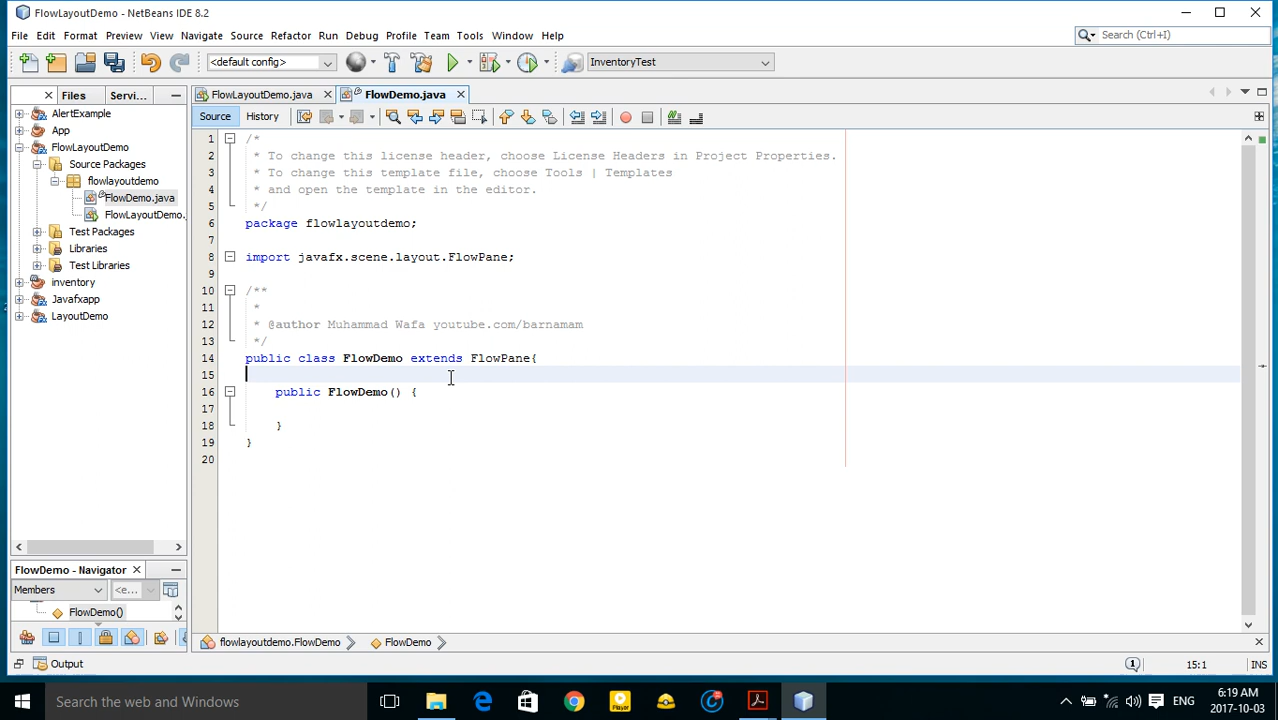 FlowLayoutDemo - NetBeans IDE 8.2
File Edit Format Preview View Navigate Source Refactor Run Debug Profile Team Tools Window Help
Search (Ctrl+I)
<default config>
InventoryTest
Files Servi...
FlowLayoutDemo.java FlowDemo.java
AlertExample
App
FlowLayoutDemo
Source Packages
flowlayoutdemo
FlowDemo.java
FlowLayoutDemo.
Test Packages
Libraries
Test Libraries
inventory
Javafxapp
LayoutDemo
Source History
1 /*
2 * To change this license header, choose License Headers in Project Properties.
3 * To change this template file, choose Tools | Templates
4 * and open the template in the editor.
5 */
6 package flowlayoutdemo;
7
8 import javafx.scene.layout.FlowPane;
9
10 /**
11 *
12 * @author Muhammad Wafa youtube.com/barnamam
13 */
14 public class FlowDemo extends FlowPane{
15
16 public FlowDemo() {
17
18 }
19 }
20
FlowDemo - Navigator
Members
<e...
FlowDemo()
flowlayoutdemo.FlowDemo
FlowDemo
Output
1
15:1
INS
Search the web and Windows
Player
ENG
6:19 AM
2017-10-03